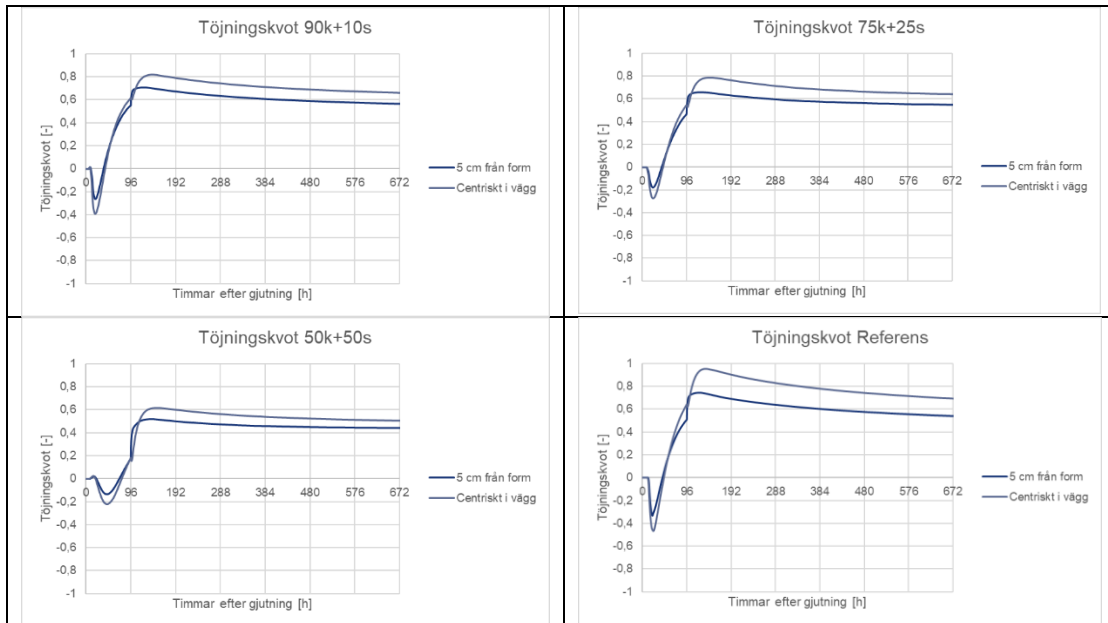 Töjningskvot 90k+10s
1
0,8
0,6
0,4
0,2
0
-0,2
-0,4
-0,6
-0,8
-1
0 96 192 288 384 480 576 672
Töjningskvot [-]
Timmar efter gjutning [h]
5 cm från form
Centriskt i vägg
Töjningskvot 75k+25s
1
0,8
0,6
0,4
0,2
0
-0,2
-0,4
-0,6
-0,8
-1
0 96 192 288 384 480 576 672
Töjningskvot [-]
Timmar efter gjutning [h]
5 cm från form
Centriskt i vägg
Töjningskvot 50k+50s
1
0,8
0,6
0,4
0,2
0
-0,2
-0,4
-0,6
-0,8
-1
0 96 192 288 384 480 576 672
Töjningskvot [-]
Timmar efter gjutning [h]
5 cm från form
Centriskt i vägg
Töjningskvot Referens
1
0,8
0,6
0,4
0,2
0
-0,2
-0,4
-0,6
-0,8
-1
0 96 192 288 384 480 576 672
Töjningskvot [-]
Timmar efter gjutning [h]
5 cm från form
Centriskt i vägg